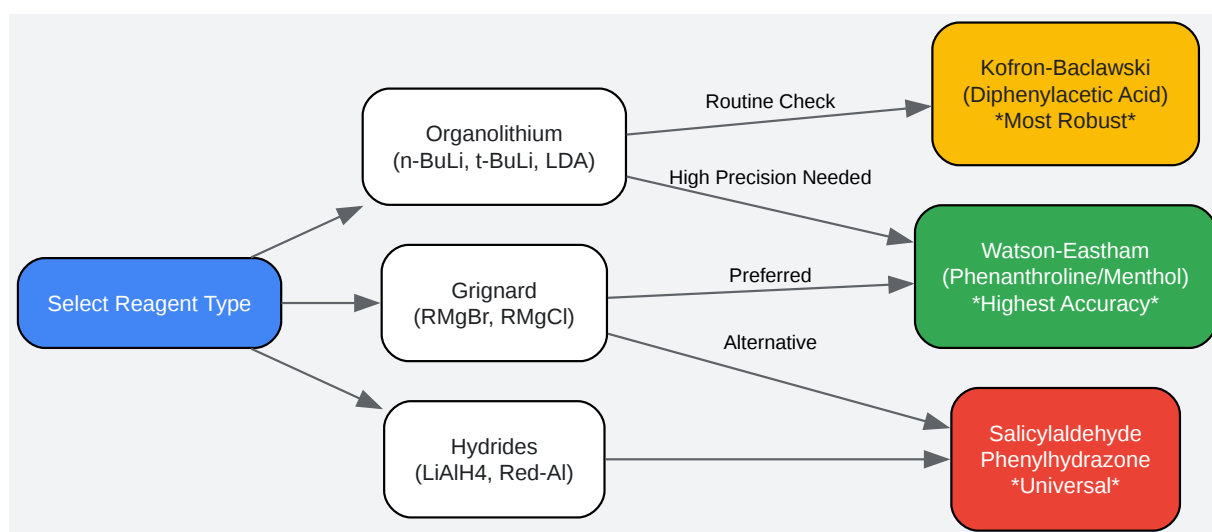 Select Reagent Type
Organolithium
(n-BuLi, t-BuLi, LDA)
Grignard
(RMgBr, RMgCl)
Hydrides
(LiAlH4, Red-Al)
Routine Check
High Precision Needed
Preferred
Alternative
Kofron-Baclawski
(Diphenylacetic Acid)
*Most Robust*
Watson-Eastham
(Phenanthroline/Menthol)
*Highest Accuracy*
Salicylaldehyde
Phenylhydrazone
*Universal*